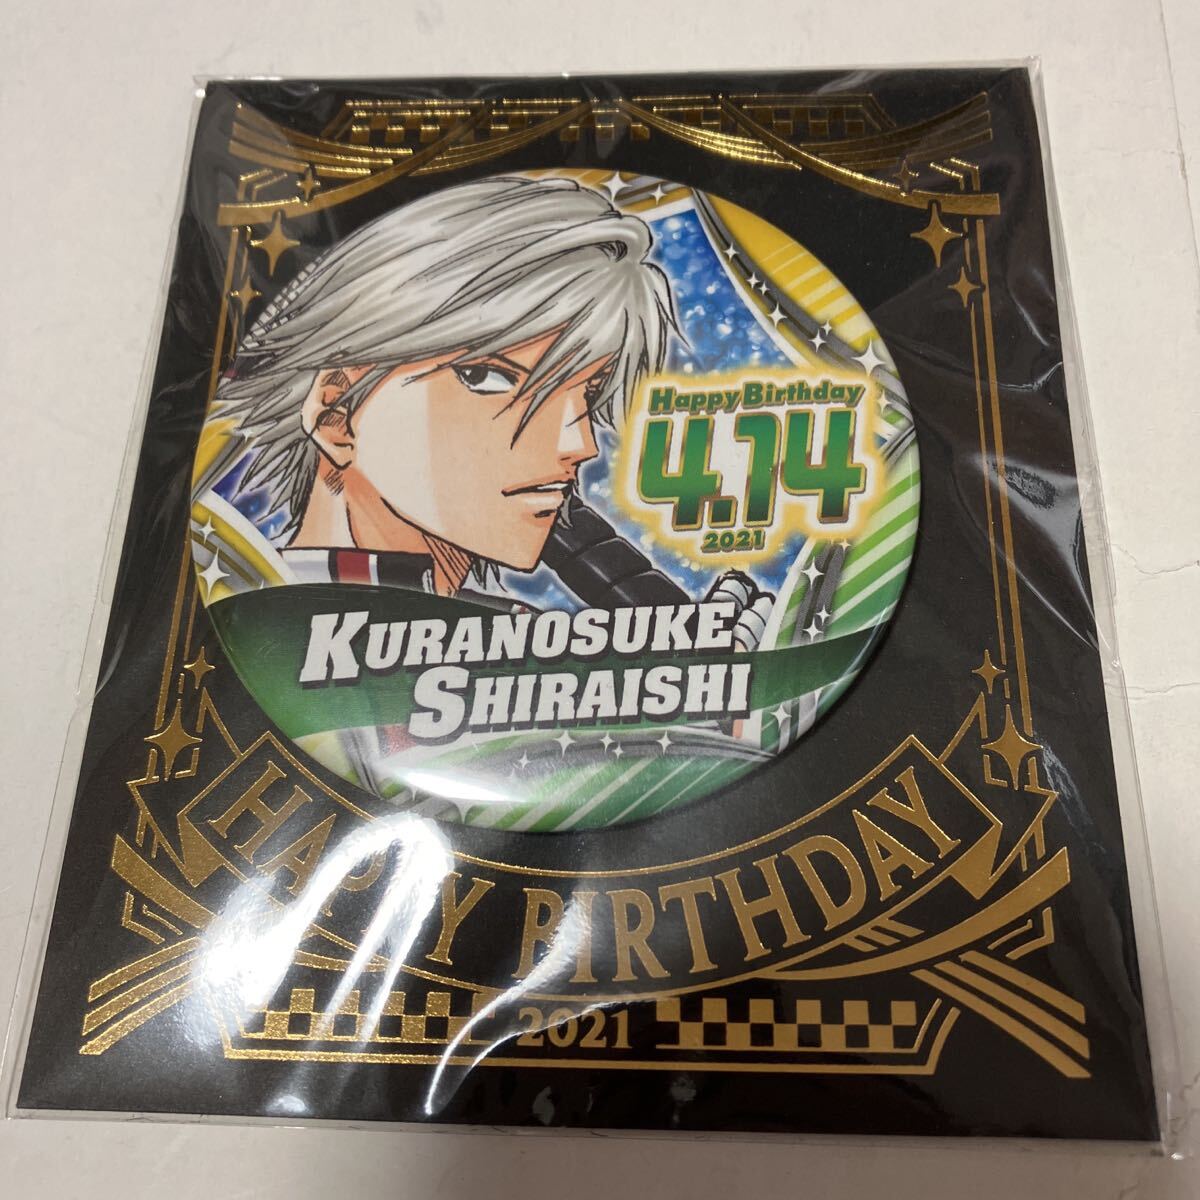 Happy Birthday
4.14
2021
KURANOSUKE
SHIRAISHI
HAPPY BIRTHDAY
2021